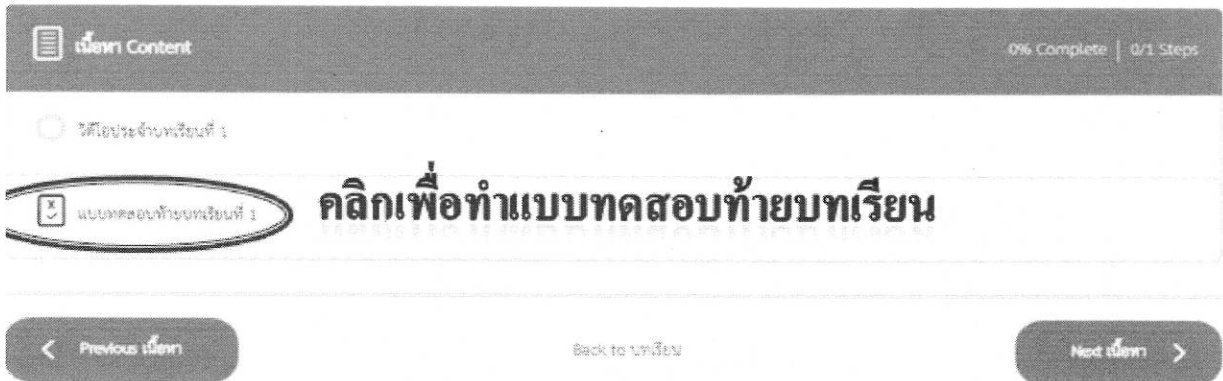 เนื้อหา Content
0% Complete | 0/1 Steps
วิดีโอประจำบทเรียนที่ 1
แบบทดสอบท้ายบทเรียนที่ 1
คลิกเพื่อทำแบบทดสอบท้ายบทเรียน
Previous เนื้อหา
Back to บทเรียน
Next เนื้อหา